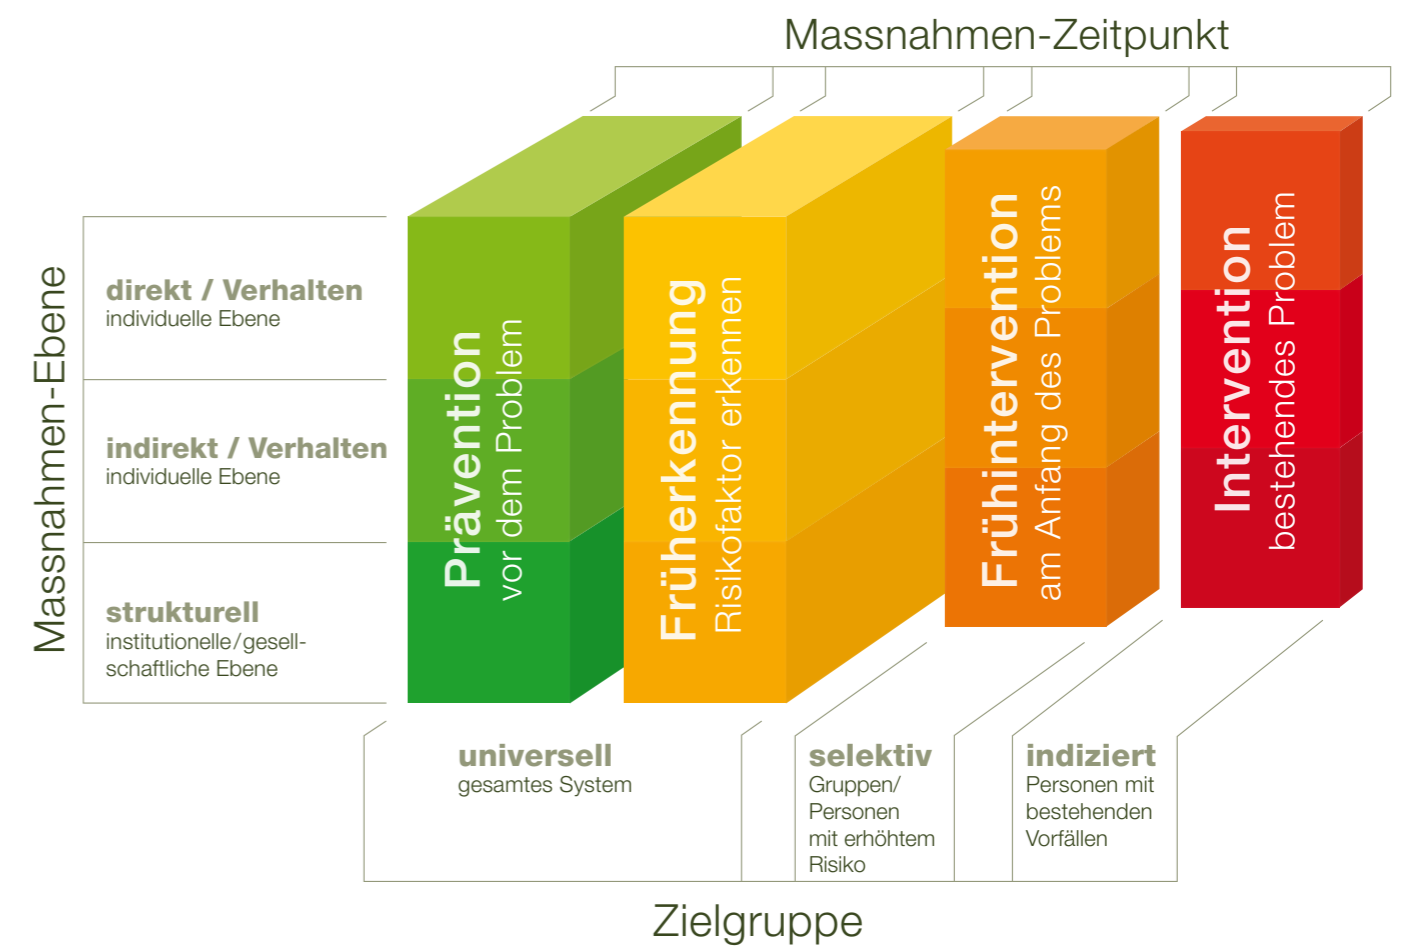 Massnahmen-Zeitpunkt
Massnahmen-Ebene
direkt / Verhalten
individuelle Ebene
indirekt / Verhalten
individuelle Ebene
strukturell
institutionelle/gesell-
schaftliche Ebene
Prävention
vor dem Problem
Früherkennung
Risikofaktor erkennen
Frühintervention
am Anfang des Problems
Intervention
bestehendes Problem
universell
gesamtes System
selektiv
Gruppen/
Personen
mit erhöhtem
Risiko
indiziert
Personen mit
bestehenden
Vorfällen
Zielgruppe